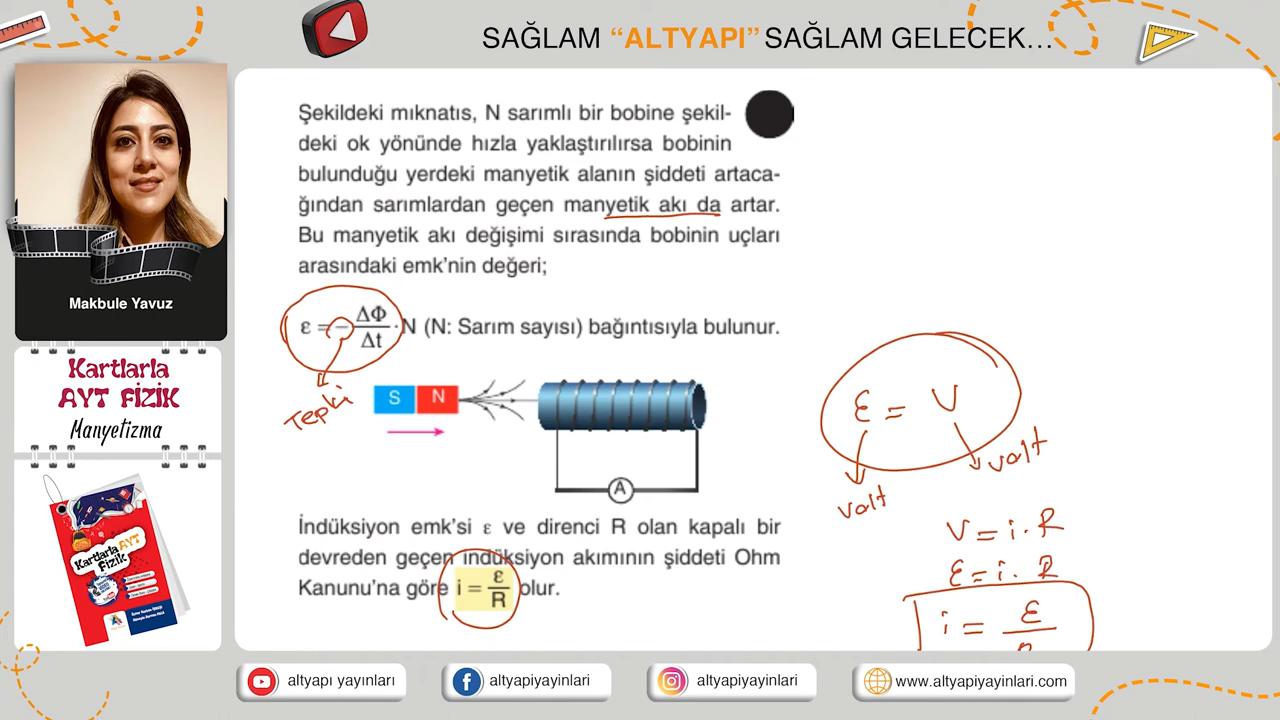 SAĞLAM “ALTYAPI” SAĞLAM GELECEK...
Makbule Yavuz
Kartlarla
AYT FİZİK
Manyetizma
Kartlarla AYT
Fizik
Şekildeki mıknatıs, N sarımlı bir bobine şekil-
deki ok yönünde hızla yaklaştırılırsa bobinin
bulunduğu yerdeki manyetik alanın şiddeti artaca-
ğından sarımlardan geçen manyetik akı da artar.
Bu manyetik akı değişimi sırasında bobinin uçları
arasındaki emk’nin değeri;
ε = - ΔΦ/Δt · N (N: Sarım sayısı) bağıntısıyla bulunur.
Tepki
S N
A
İndüksiyon emk’si ε ve direnci R olan kapalı bir
devreden geçen indüksiyon akımının şiddeti Ohm
Kanunu’na göre i = ε/R olur.
ε = V
volt
volt
V = i . R
ε = i . R
i = ε
altyapı yayınları
altyapiyayinlari
altyapiyayinlari
www.altyapiyayinlari.com